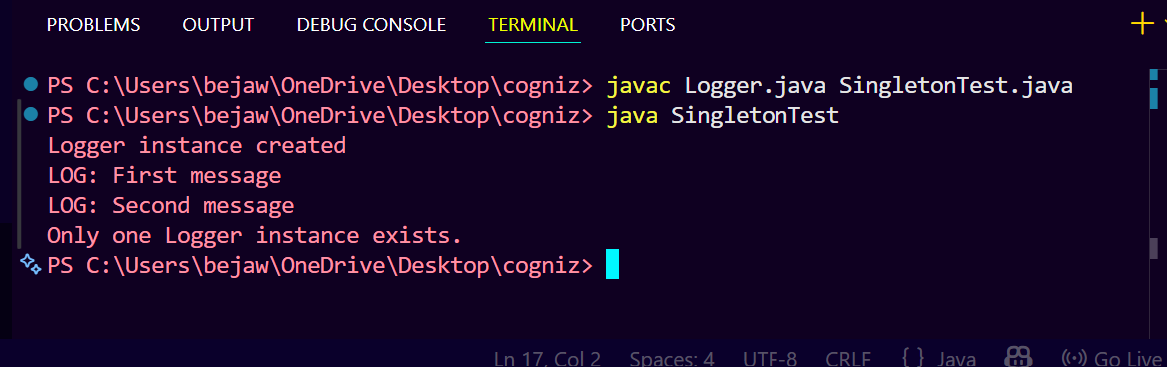 PROBLEMS OUTPUT DEBUG CONSOLE TERMINAL PORTS
PS C:\Users\bejaw\OneDrive\Desktop\cogniz> javac Logger.java SingletonTest.java
PS C:\Users\bejaw\OneDrive\Desktop\cogniz> java SingletonTest
Logger instance created
LOG: First message
LOG: Second message
Only one Logger instance exists.
PS C:\Users\bejaw\OneDrive\Desktop\cogniz>
Ln 17, Col 2 Spaces: 4 UTF-8 CRLF { } Java Go Live